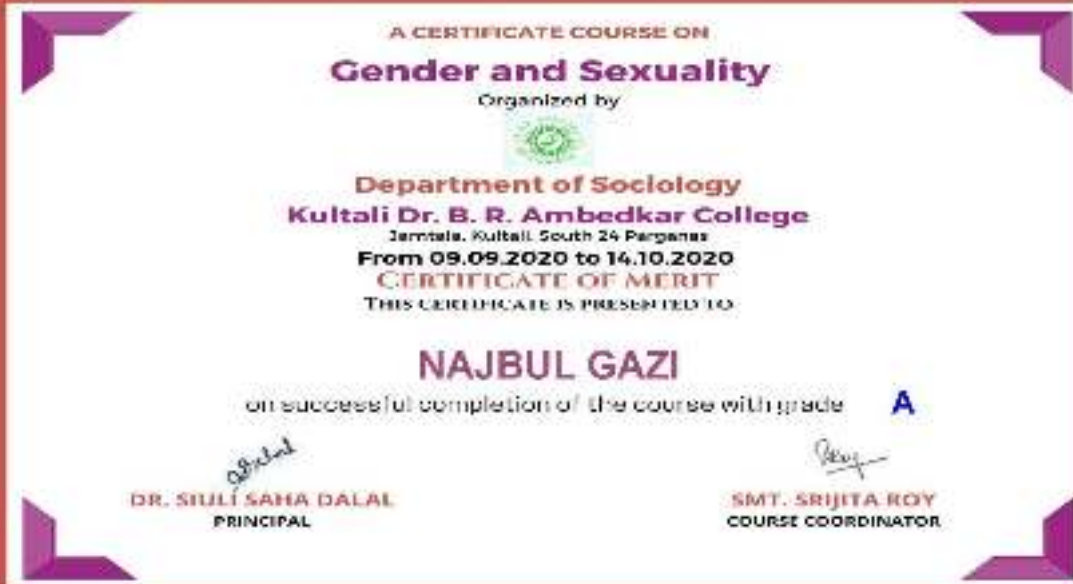 A CERTIFICATE COURSE ON
Gender and Sexuality
Organized by
Department of Sociology
Kultali Dr. B. R. Ambedkar College
Jamtala, Kultali, South 24 Parganas
From 09.09.2020 to 14.10.2020
CERTIFICATE OF MERIT
THIS CERTIFICATE IS PRESENTED TO
NAJBUL GAZI
on successful completion of the course with grade A
DR. SIULI SAHA DALAL
PRINCIPAL
SMT. SRIJITA ROY
COURSE COORDINATOR